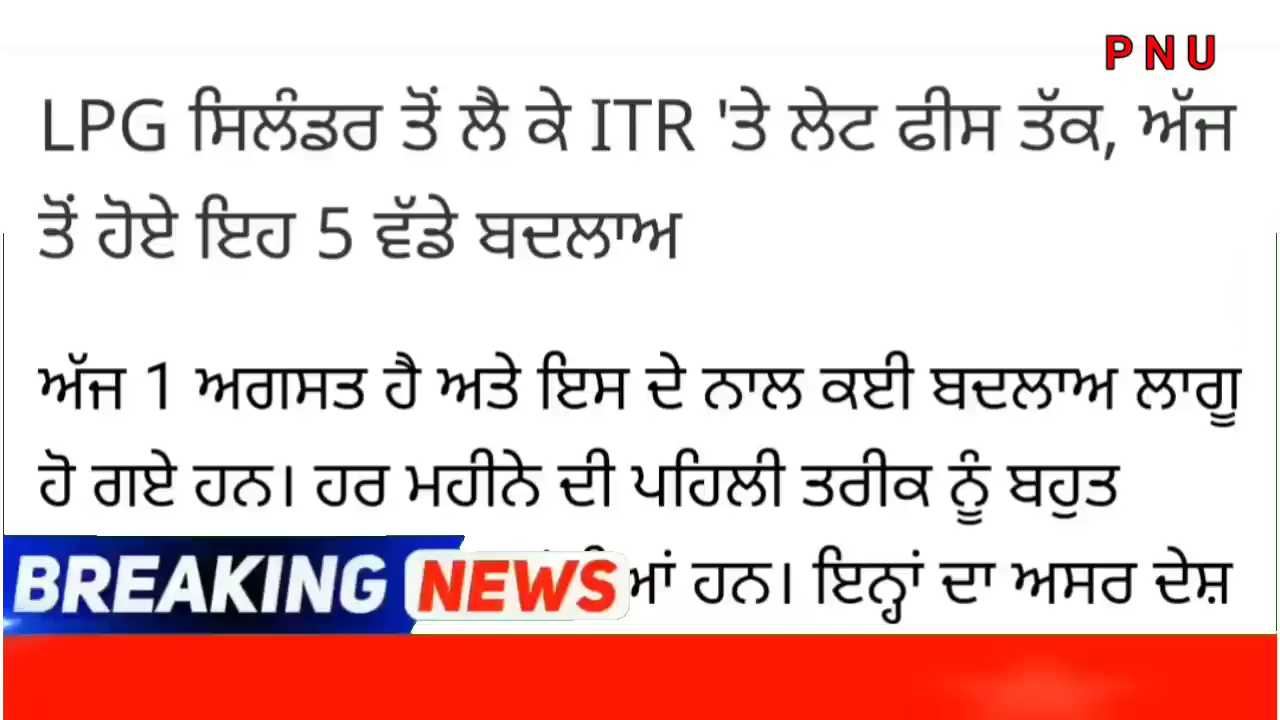 PNU
LPG ਸਿਲੰਡਰ ਤੋਂ ਲੈ ਕੇ ITR 'ਤੇ ਲੇਟ ਫੀਸ ਤੱਕ, ਅੱਜ
ਤੋਂ ਹੋਏ ਇਹ 5 ਵੱਡੇ ਬਦਲਾਅ
ਅੱਜ 1 ਅਗਸਤ ਹੈ ਅਤੇ ਇਸ ਦੇ ਨਾਲ ਕਈ ਬਦਲਾਅ ਲਾਗੂ
ਹੋ ਗਏ ਹਨ। ਹਰ ਮਹੀਨੇ ਦੀ ਪਹਿਲੀ ਤਰੀਕ ਨੂੰ ਬਹੁਤ
ਹਨ। ਇਨ੍ਹਾਂ ਦਾ ਅਸਰ ਦੇਸ਼
BREAKING NEWS